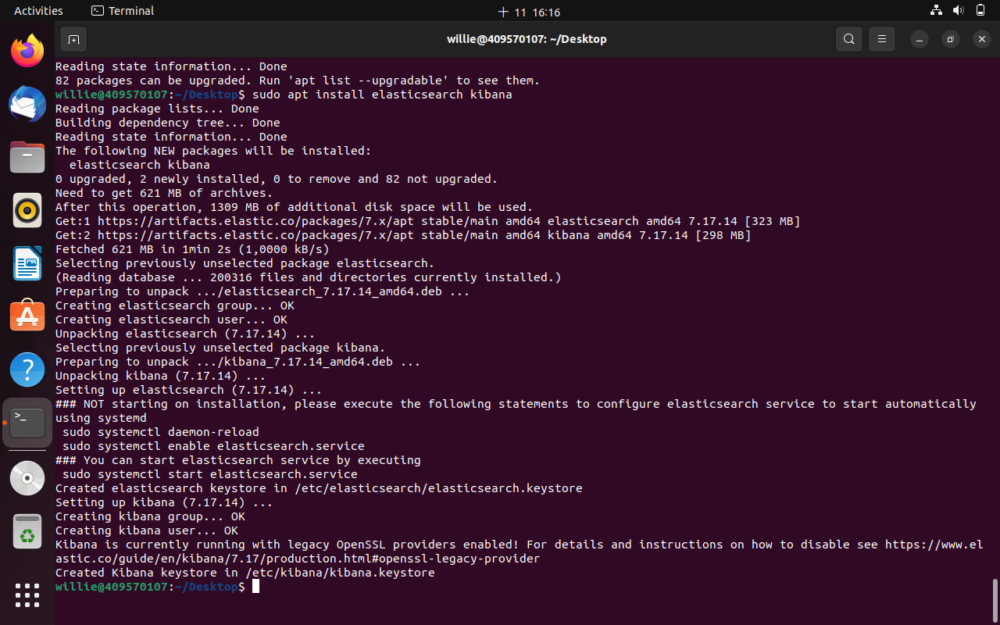 Activities
Terminal
十 11 16:16
willie@409570107: ~/Desktop
Reading state information... Done
82 packages can be upgraded. Run 'apt list --upgradable' to see them.
willie@409570107:~/Desktop$ sudo apt install elasticsearch kibana
Reading package lists... Done
Building dependency tree... Done
Reading state information... Done
The following NEW packages will be installed:
  elasticsearch kibana
0 upgraded, 2 newly installed, 0 to remove and 82 not upgraded.
Need to get 621 MB of archives.
After this operation, 1309 MB of additional disk space will be used.
Get:1 https://artifacts.elastic.co/packages/7.x/apt stable/main amd64 elasticsearch amd64 7.17.14 [323 MB]
Get:2 https://artifacts.elastic.co/packages/7.x/apt stable/main amd64 kibana amd64 7.17.14 [298 MB]
Fetched 621 MB in 1min 2s (1,0000 kB/s)
Selecting previously unselected package elasticsearch.
(Reading database ... 200316 files and directories currently installed.)
Preparing to unpack .../elasticsearch_7.17.14_amd64.deb ...
Creating elasticsearch group... OK
Creating elasticsearch user... OK
Unpacking elasticsearch (7.17.14) ...
Selecting previously unselected package kibana.
Preparing to unpack .../kibana_7.17.14_amd64.deb ...
Unpacking kibana (7.17.14) ...
Setting up elasticsearch (7.17.14) ...
### NOT starting on installation, please execute the following statements to configure elasticsearch service to start automatically
using systemd
 sudo systemctl daemon-reload
 sudo systemctl enable elasticsearch.service
### You can start elasticsearch service by executing
 sudo systemctl start elasticsearch.service
Created elasticsearch keystore in /etc/elasticsearch/elasticsearch.keystore
Setting up kibana (7.17.14) ...
Creating kibana group... OK
Creating kibana user... OK
Kibana is currently running with legacy OpenSSL providers enabled! For details and instructions on how to disable see https://www.el
astic.co/guide/en/kibana/7.17/production.html#openssl-legacy-provider
Created Kibana keystore in /etc/kibana/kibana.keystore
willie@409570107:~/Desktop$